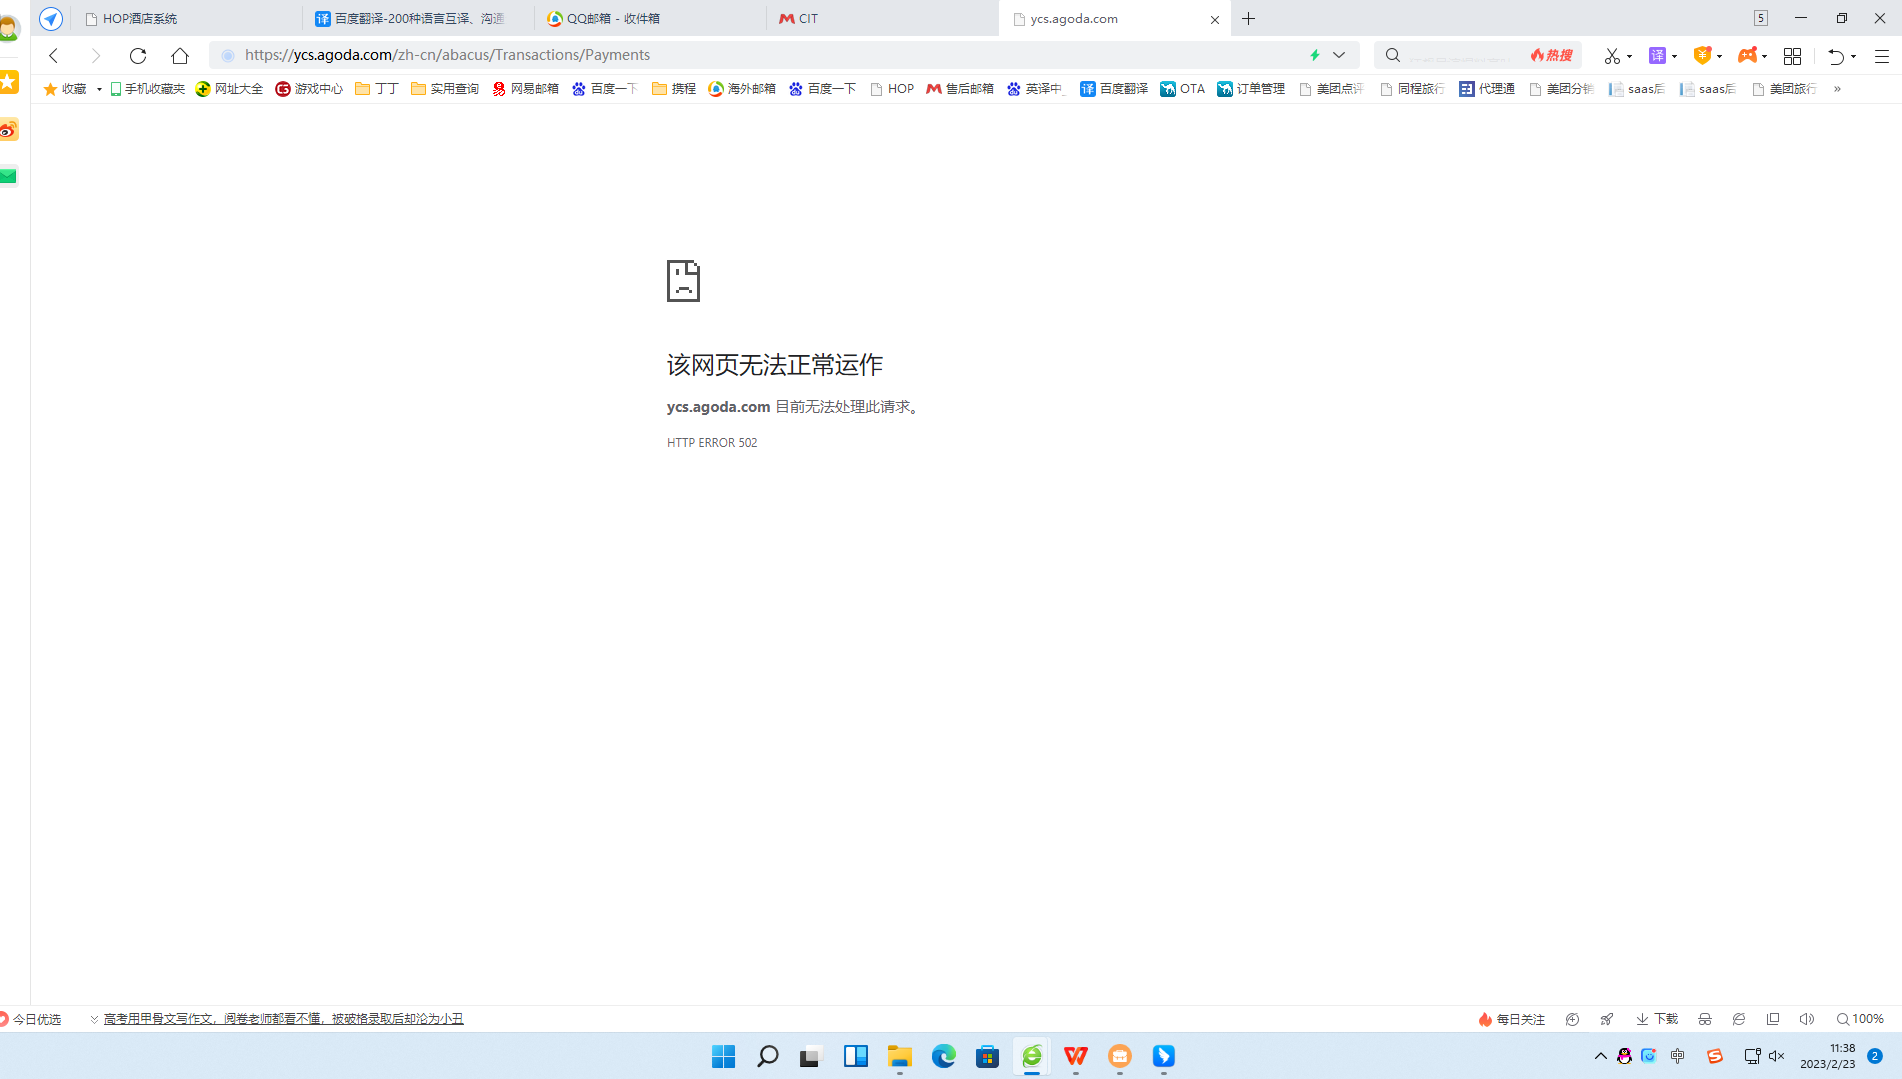 HOP酒店系统
译 百度翻译-200种语言互译、沟通
QQ邮箱 - 收件箱
CIT
ycs.agoda.com
5
https://ycs.agoda.com/zh-cn/abacus/Transactions/Payments
热搜
译
收藏 手机收藏夹 网址大全 游戏中心 丁丁 实用查询 网易邮箱 百度一下 携程 海外邮箱 百度一下 HOP 售后邮箱 英译中_ 译 百度翻译 OTA 订单管理 美团点评 同程旅行 代理通 美团分销 saas后 saas后 美团旅行 »
该网页无法正常运作
ycs.agoda.com 目前无法处理此请求。
HTTP ERROR 502
今日优选
高考用甲骨文写作文，阅卷老师都看不懂，被破格录取后却沦为小丑
每日关注
下载
100%
中
11:38
2023/2/23
2